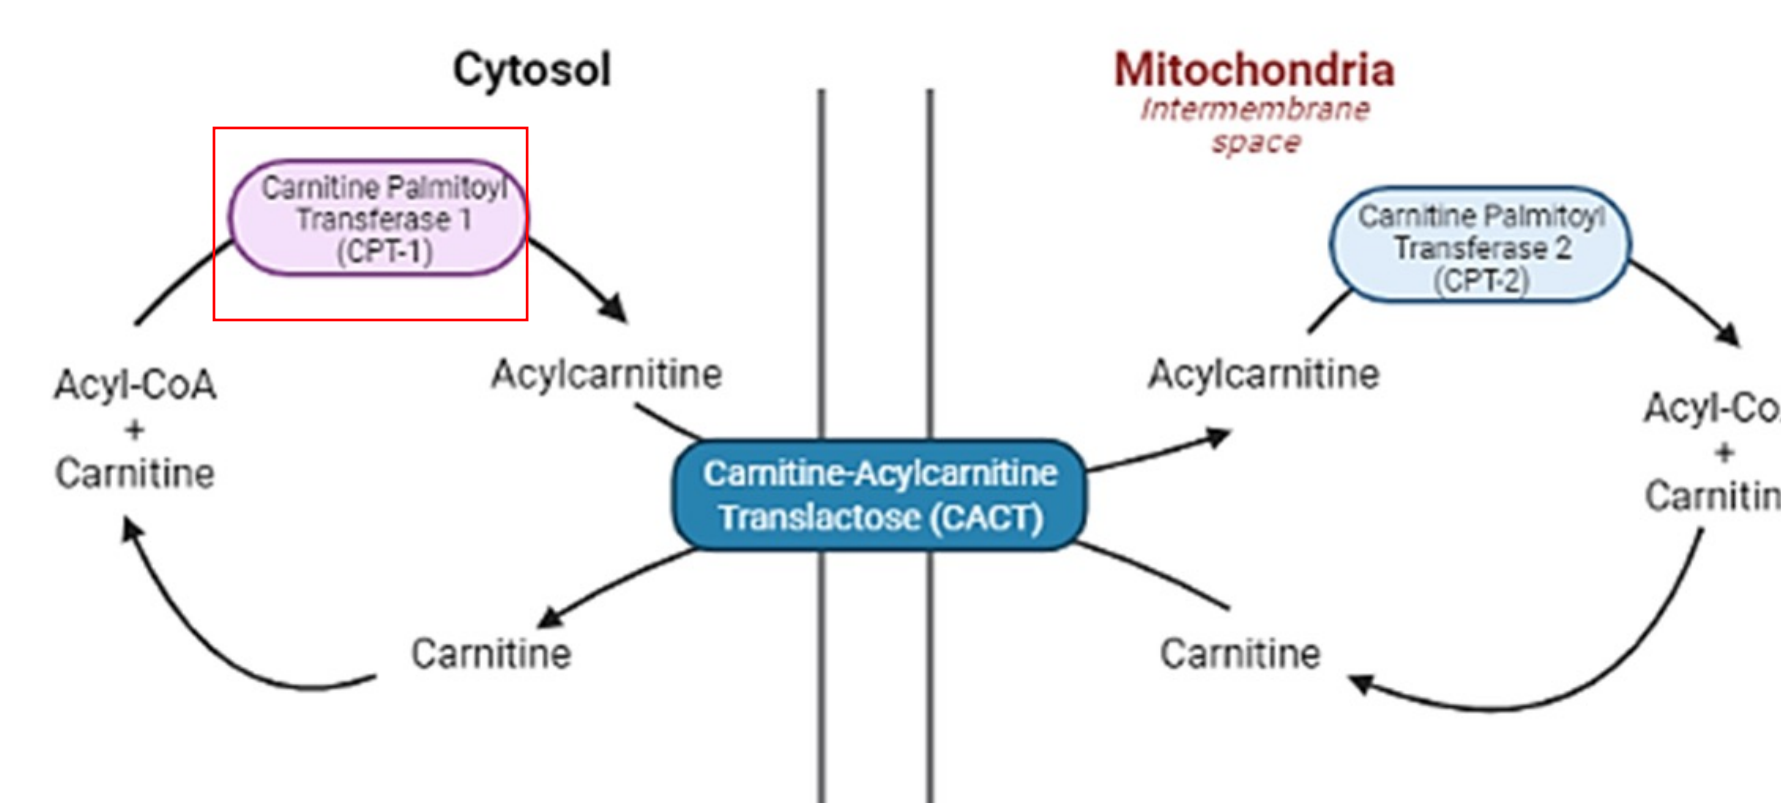 Cytosol
Mitochondria
Intermembrane
space
Carnitine Palmitoyl
Transferase 1
(CPT-1)
Carnitine Palmitoyl
Transferase 2
(CPT-2)
Acyl-CoA
+
Carnitine
Acylcarnitine
Acylcarnitine
Acyl-Co
+
Carnitin
Carnitine-Acylcarnitine
Translactose (CACT)
Carnitine
Carnitine